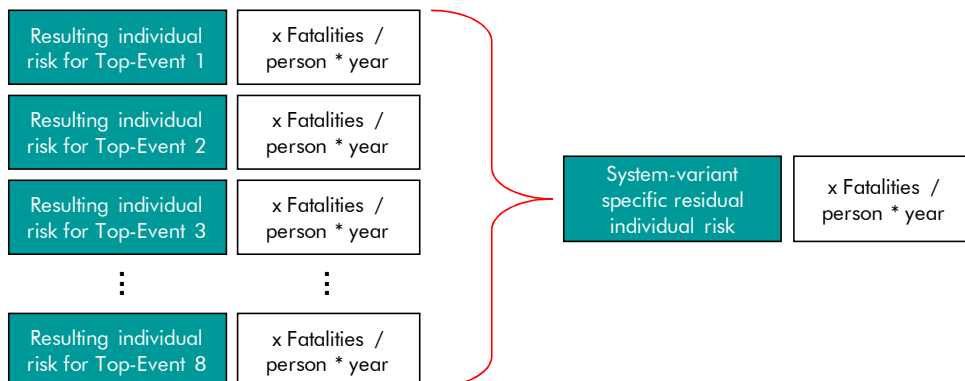 Resulting individual
risk for Top-Event 1
x Fatalities /
person * year
Resulting individual
risk for Top-Event 2
x Fatalities /
person * year
Resulting individual
risk for Top-Event 3
x Fatalities /
person * year
⋮
⋮
Resulting individual
risk for Top-Event 8
x Fatalities /
person * year
System-variant
specific residual
individual risk
x Fatalities /
person * year